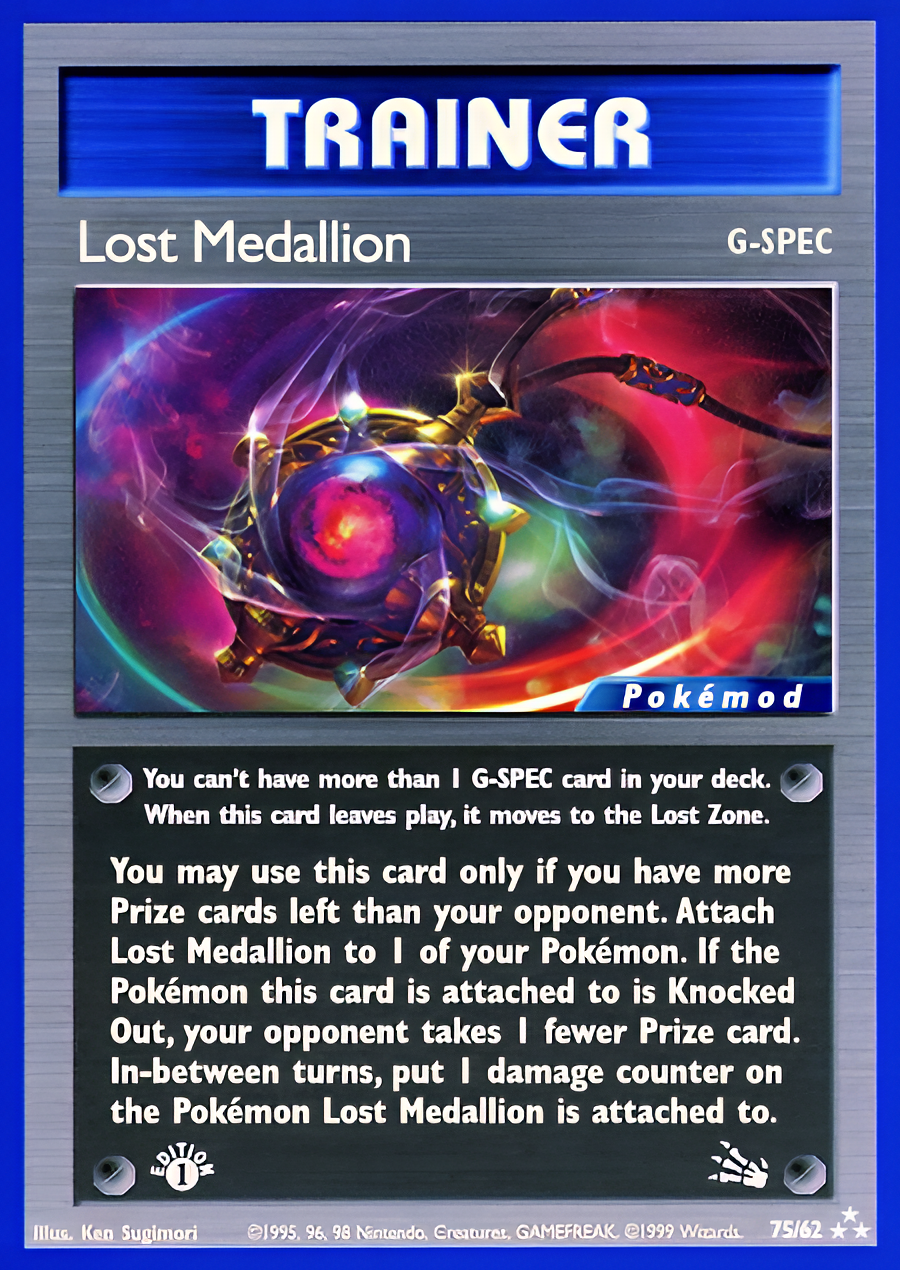 TRAINER
Lost Medallion
G-SPEC
Pokémod
You can't have more than 1 G-SPEC card in your deck.
When this card leaves play, it moves to the Lost Zone.
You may use this card only if you have more
Prize cards left than your opponent. Attach
Lost Medallion to 1 of your Pokémon. If the
Pokémon this card is attached to is Knocked
Out, your opponent takes 1 fewer Prize card.
In-between turns, put 1 damage counter on
the Pokémon Lost Medallion is attached to.
EDITION
1
Illus. Ken Sugimori
©1995, 96, 98 Nintendo, Creatures, GAMEFREAK. ©1999 Wizards.
75/62